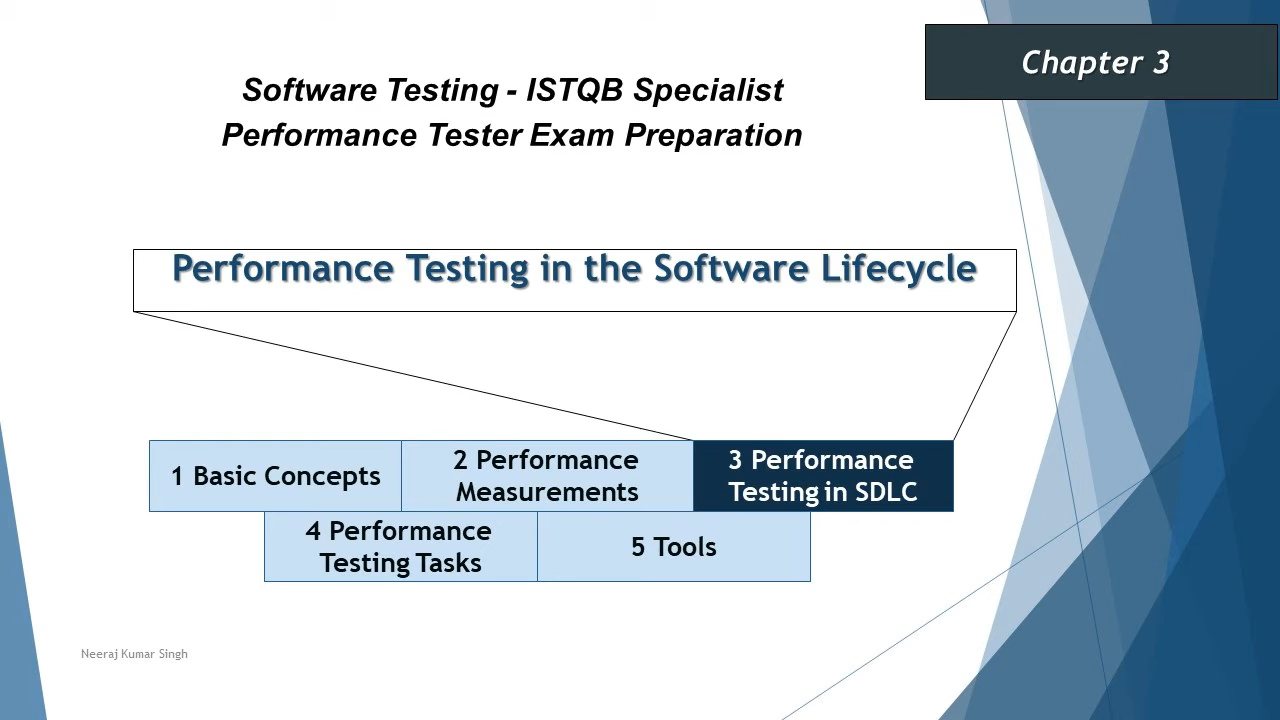 Chapter 3
Software Testing - ISTQB Specialist
Performance Tester Exam Preparation
Performance Testing in the Software Lifecycle
1 Basic Concepts
2 Performance
Measurements
3 Performance
Testing in SDLC
4 Performance
Testing Tasks
5 Tools
Neeraj Kumar Singh